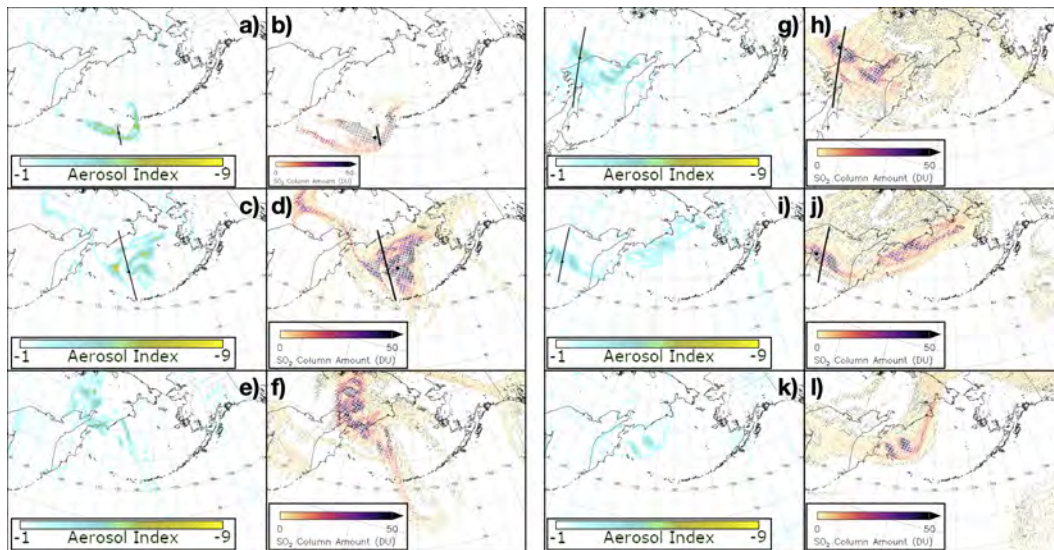 a) b) g) h)
-1 -9
Aerosol Index
SO₂ Column Amount (DU)
-1 -9
Aerosol Index
0 50
SO₂ Column Amount (DU)
c) d) i) j)
-1 -9
Aerosol Index
0 50
SO₂ Column Amount (DU)
-1 -9
Aerosol Index
0 50
SO₂ Column Amount (DU)
e) f) k) l)
-1 -9
Aerosol Index
0 50
SO₂ Column Amount (DU)
-1 -9
Aerosol Index
0 50
SO₂ Column Amount (DU)